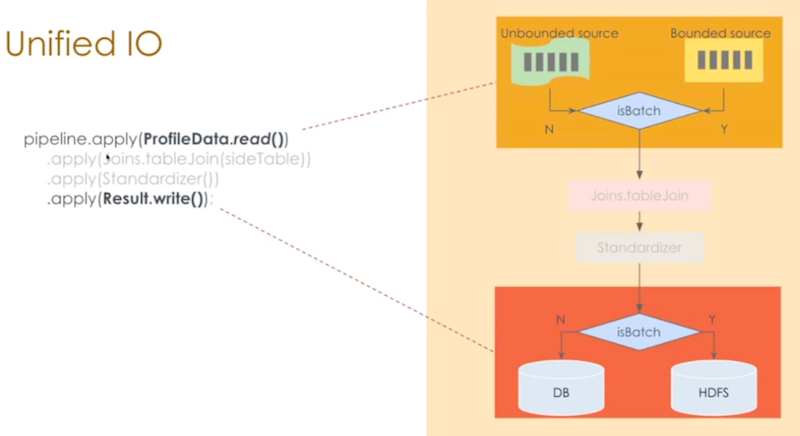 Unified IO
pipeline.apply(ProfileData.read())
.apply(Joins.tableJoin(sideTable))
.apply(Standardizer())
.apply(Result.write());
Unbounded source
Bounded source
isBatch
N
Y
Joins.tableJoin
Standardizer
N
Y
isBatch
DB
HDFS